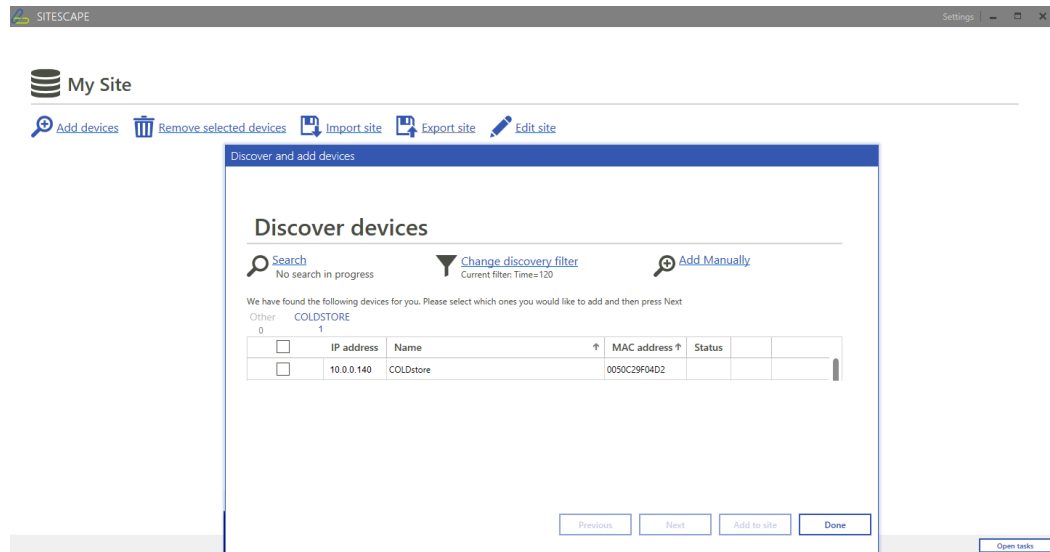 SITESCAPE Settings
My Site
Add devices Remove selected devices Import site Export site Edit site
Discover and add devices
Discover devices
Search Change discovery filter Add Manually
No search in progress Current filter: Time=120
We have found the following devices for you. Please select which ones you would like to add and then press Next
Other COLDSTORE
0 1
IP address Name MAC address Status
10.0.0.140 COLDstore 0050C29F04D2
Previous Next Add to site Done
Open tasks